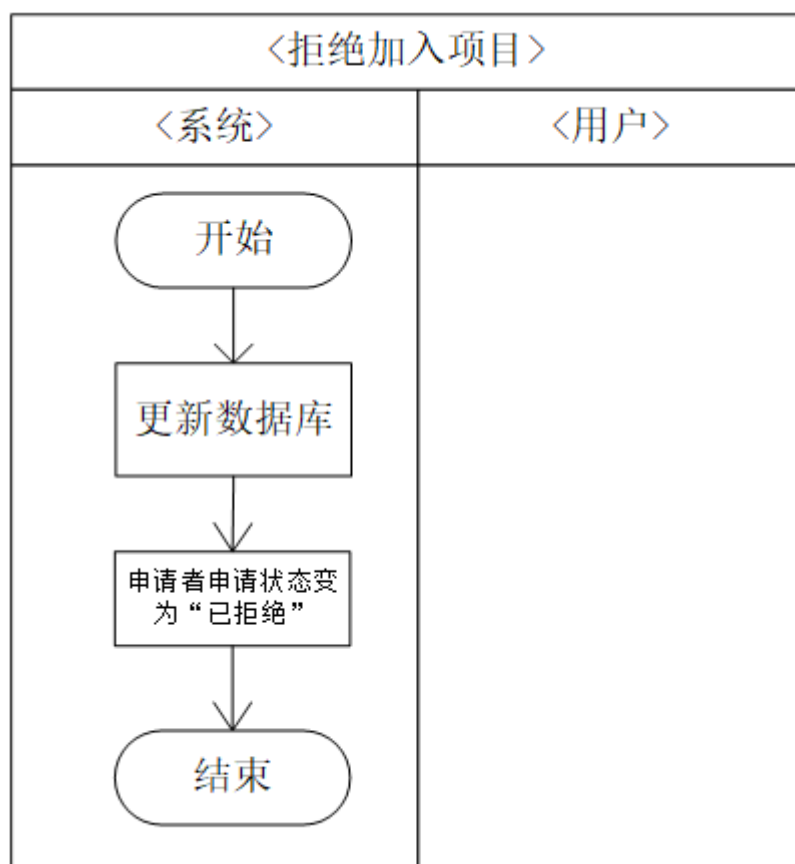 <拒绝加入项目>
<系统>
<用户>
开始
更新数据库
申请者申请状态变
为“已拒绝”
结束